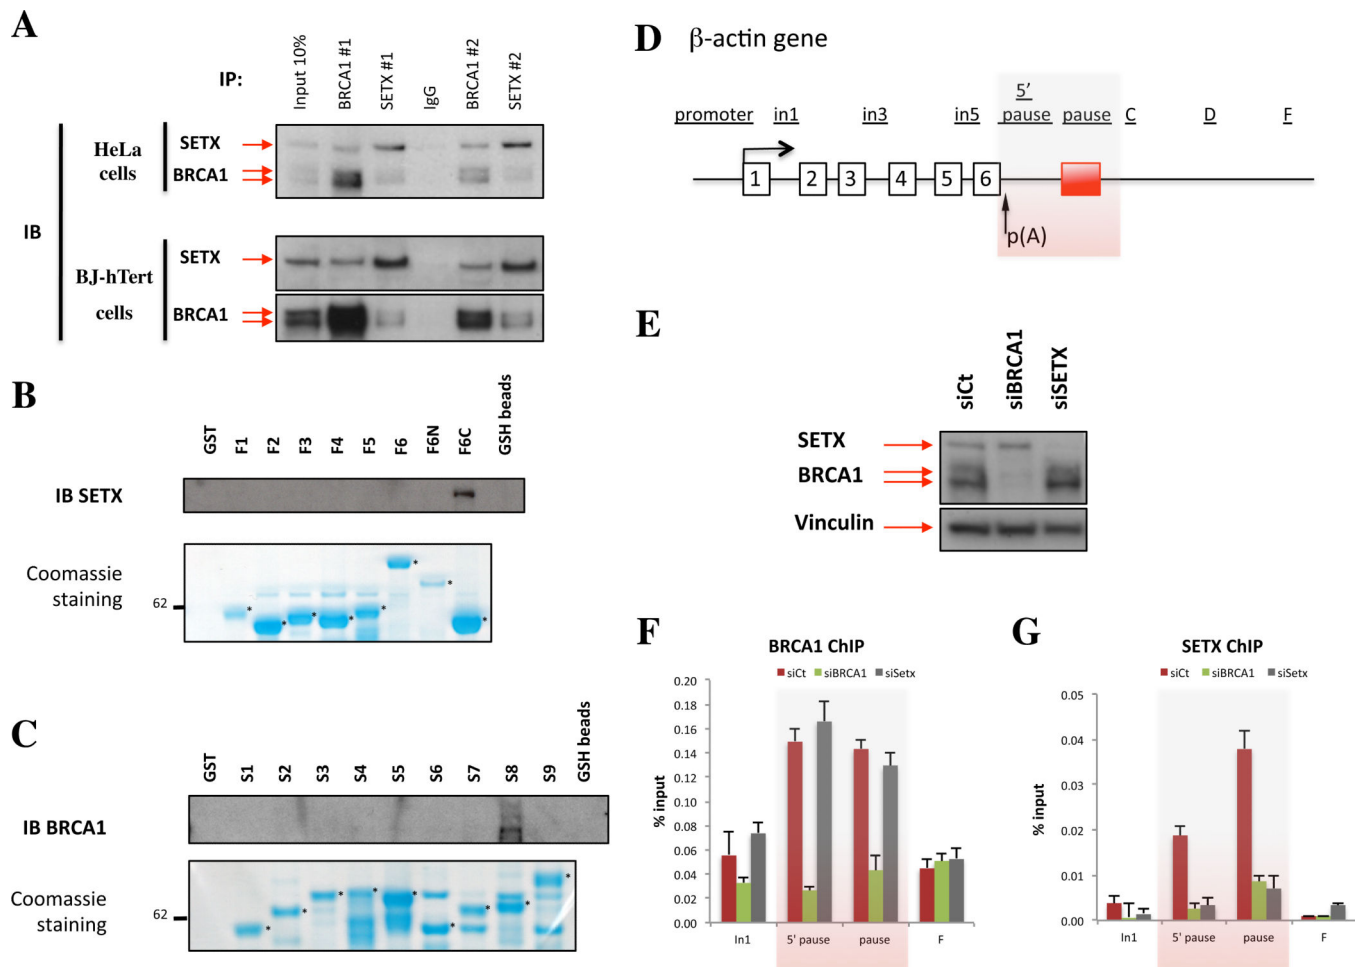 A
IP:
Input 10%
BRCA1 #1
SETX #1
IgG
BRCA1 #2
SETX #2
IB
HeLa
cells
SETX
BRCA1
BJ-hTert
cells
SETX
BRCA1
B
GST
F1
F2
F3
F4
F5
F6
F6N
F6C
GSH beads
IB SETX
Coomassie
staining
62
* * * * * * * *
C
GST
S1
S2
S3
S4
S5
S6
S7
S8
S9
GSH beads
IB BRCA1
Coomassie
staining
62
* * * * * * * * *
D β-actin gene
promoter in1 in3 in5 5' pause pause C D F
1 2 3 4 5 6
p(A)
E
siCt
siBRCA1
siSETX
SETX
BRCA1
Vinculin
F
BRCA1 ChIP
siCt siBRCA1 siSetx
% input
0.20
0.18
0.16
0.14
0.12
0.10
0.08
0.06
0.04
0.02
0.00
In1 5' pause pause F
G
SETX ChIP
siCt siBRCA1 siSetx
% input
0.05
0.04
0.03
0.02
0.01
0.00
In1 5' pause pause F